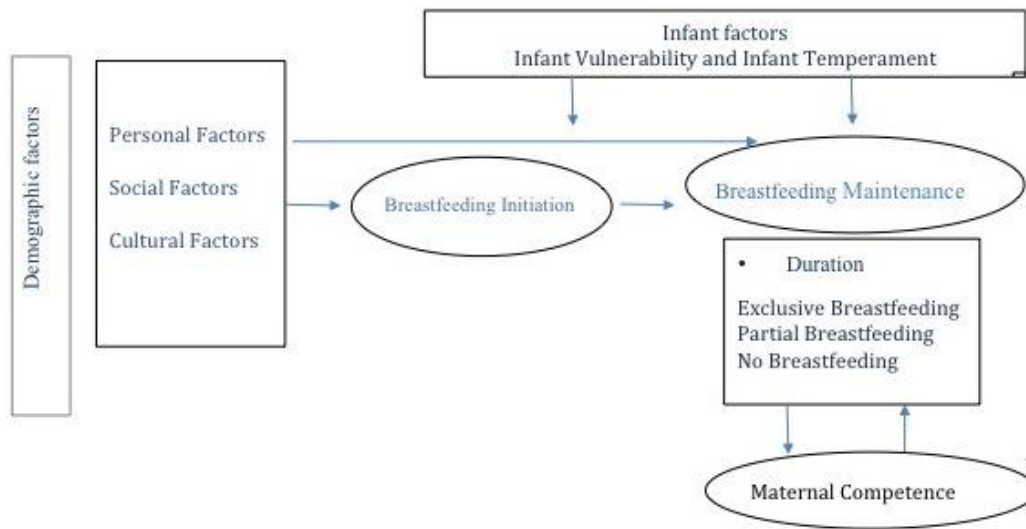 Infant factors
Infant Vulnerability and Infant Temperament
Demographic factors
Personal Factors
Social Factors
Cultural Factors
Breastfeeding Initiation
Breastfeeding Maintenance
• Duration
Exclusive Breastfeeding
Partial Breastfeeding
No Breastfeeding
Maternal Competence